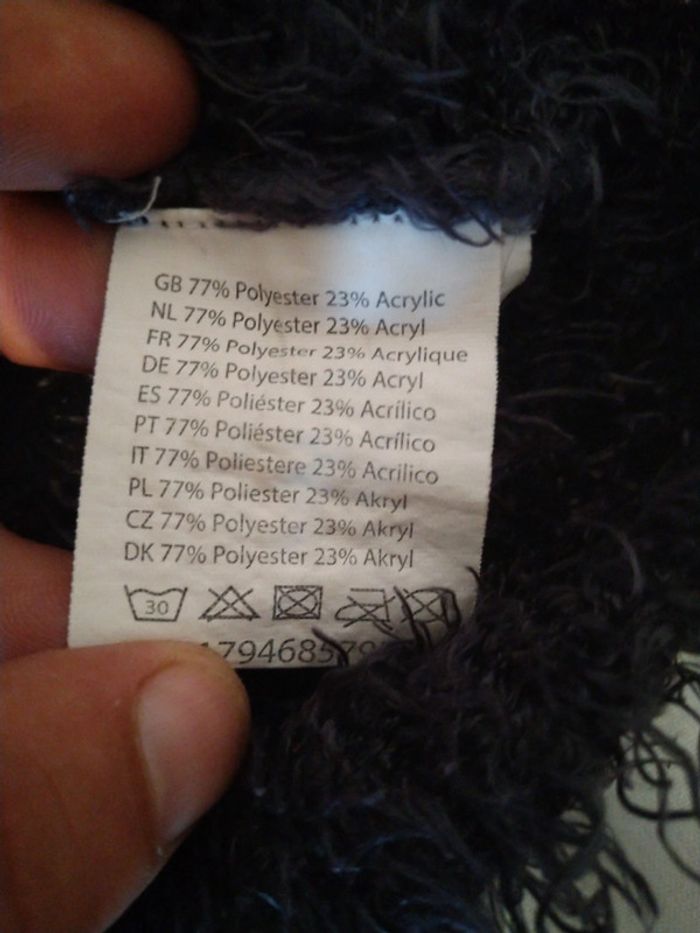 GB 77% Polyester 23% Acrylic
NL 77% Polyester 23% Acryl
FR 77% Polyester 23% Acrylique
DE 77% Polyester 23% Acryl
ES 77% Poliéster 23% Acrílico
PT 77% Poliéster 23% Acrílico
IT 77% Poliestere 23% Acrilico
PL 77% Poliester 23% Akryl
CZ 77% Polyester 23% Akryl
DK 77% Polyester 23% Akryl
30